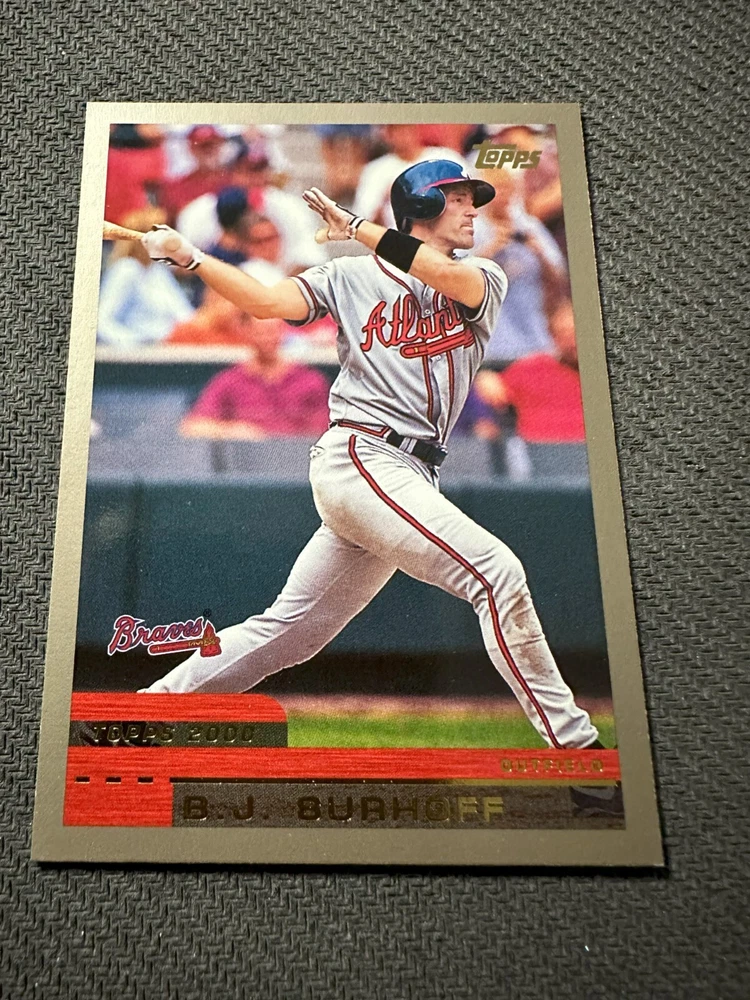 Topps
Atlanta
Braves®
TOPPS 2000
OUTFIELD
B.J. SURHOFF